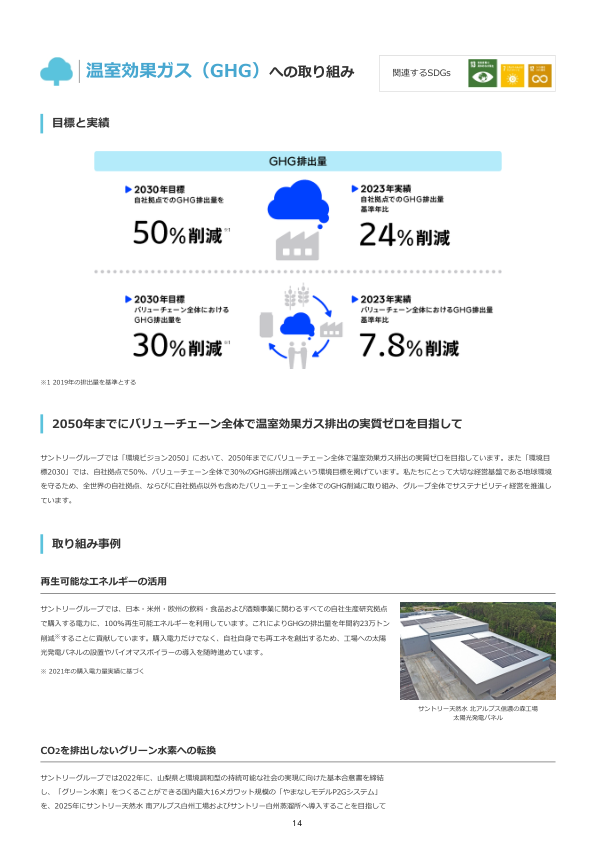 温室効果ガス（GHG）への取り組み
関連するSDGs
目標と実績
GHG排出量
▶2030年目標
自社拠点でのGHG排出量を
50%削減※1
▶2023年実績
自社拠点でのGHG排出量
基準年比
24%削減
▶2030年目標
バリューチェーン全体における
GHG排出量を
30%削減※1
▶2023年実績
バリューチェーン全体におけるGHG排出量
基準年比
7.8%削減
※1 2019年の排出量を基準とする
2050年までにバリューチェーン全体で温室効果ガス排出の実質ゼロを目指して
サントリーグループでは「環境ビジョン2050」において、2050年までにバリューチェーン全体で温室効果ガス排出の実質ゼロを目指しています。また「環境目
標2030」では、自社拠点で50%、バリューチェーン全体で30%のGHG排出削減という環境目標を掲げています。私たちにとって大切な経営基盤である地球環境
を守るため、全世界の自社拠点、ならびに自社拠点以外も含めたバリューチェーン全体でのGHG削減に取り組み、グループ全体でサステナビリティ経営を推進し
ています。
取り組み事例
再生可能なエネルギーの活用
サントリーグループでは、日本・米州・欧州の飲料・食品および酒類事業に関わるすべての自社生産研究拠点
で購入する電力に、100%再生可能エネルギーを利用しています。これによりGHGの排出量を年間約23万トン
削減※することに貢献しています。購入電力だけでなく、自社自身でも再エネを創出するため、工場への太陽
光発電パネルの設置やバイオマスボイラーの導入を随時進めています。
※ 2021年の購入電力量実績に基づく
サントリー天然水 北アルプス信濃の森工場
太陽光発電パネル
CO2を排出しないグリーン水素への転換
サントリーグループでは2022年に、山梨県と環境調和型の持続可能な社会の実現に向けた基本合意書を締結
し、「グリーン水素」をつくることができる国内最大16メガワット規模の「やまなしモデルP2Gシステム」
を、2025年にサントリー天然水 南アルプス白州工場およびサントリー白州蒸溜所へ導入することを目指して
14